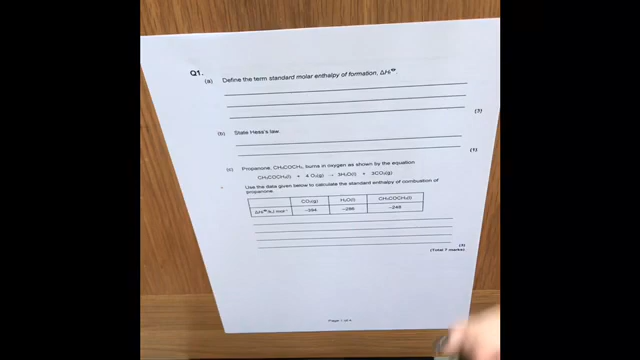 Q1.
(a) Define the term standard molar enthalpy of formation, ΔHf⦵.
(b) State Hess's law.
(1)
(c) Propanone, CH₃COCH₃, burns in oxygen as shown by the equation
CH₃COCH₃(l) + 4 O₂(g) → 3H₂O(l) + 3CO₂(g)
Use the data given below to calculate the standard enthalpy of combustion of
propanone.
CO₂(g) H₂O(l) CH₃COCH₃(l)
ΔHf⦵/kJ mol⁻¹ −394 −286 −248
(3)
(Total 7 marks)
Page 1 of